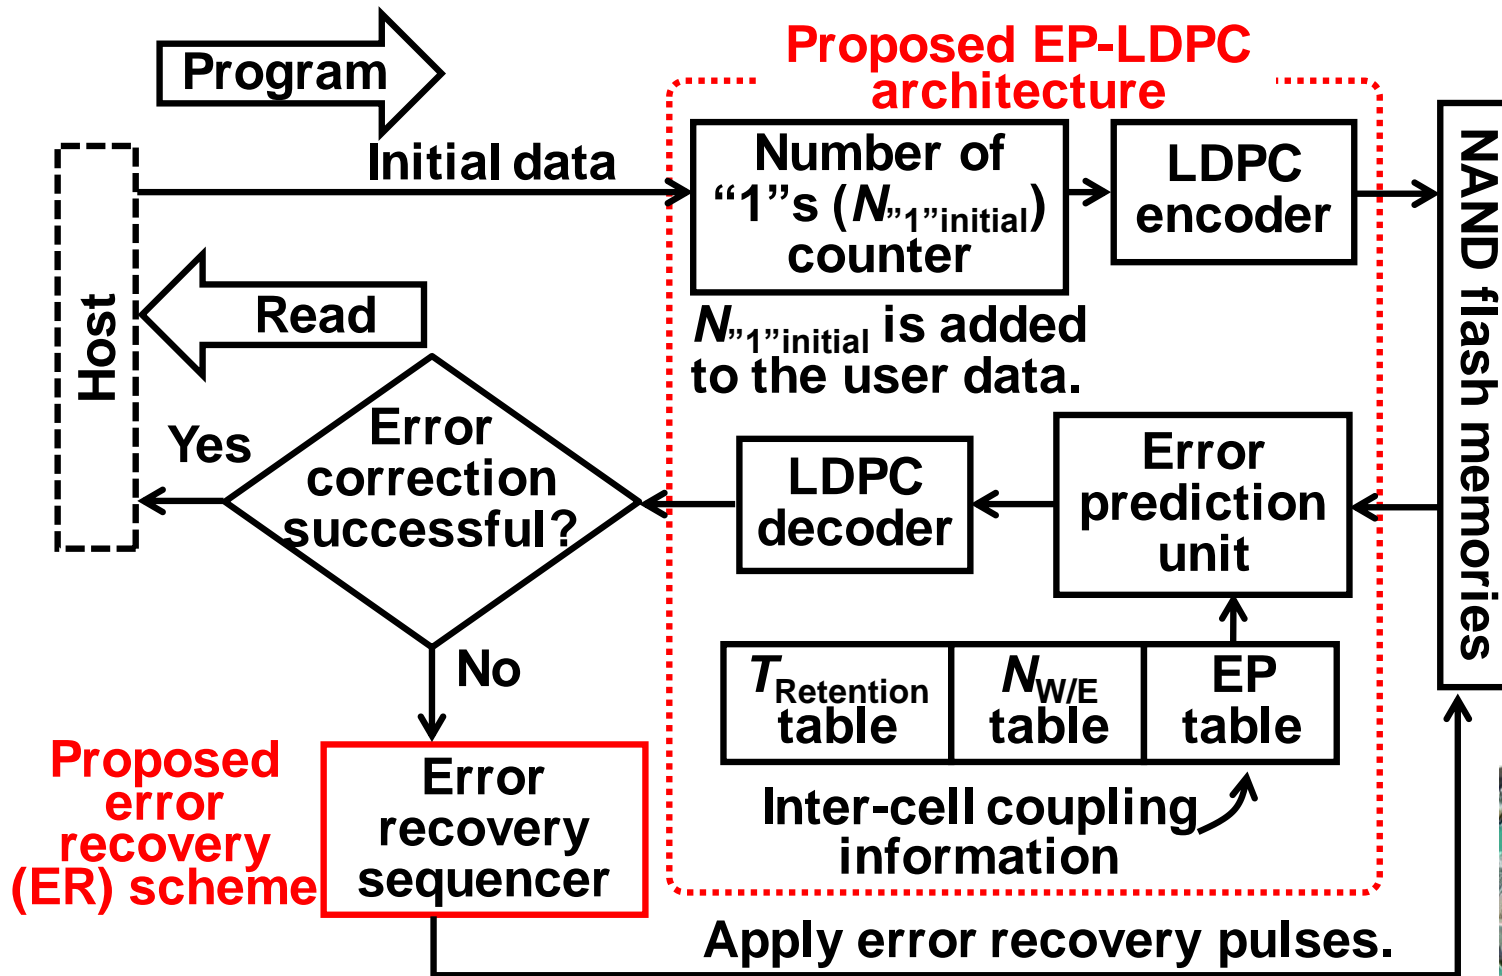 Proposed EP-LDPC
architecture
Program
Initial data
Number of
“1”s (N”1”initial)
counter
LDPC
encoder
NAND flash memories
Host
Read
N”1”initial is added
to the user data.
Yes
Error
correction
successful?
LDPC
decoder
Error
prediction
unit
No
TRetention
table
NW/E
table
EP
table
Inter-cell coupling
information
Proposed
error
recovery
(ER) scheme
Error
recovery
sequencer
Apply error recovery pulses.